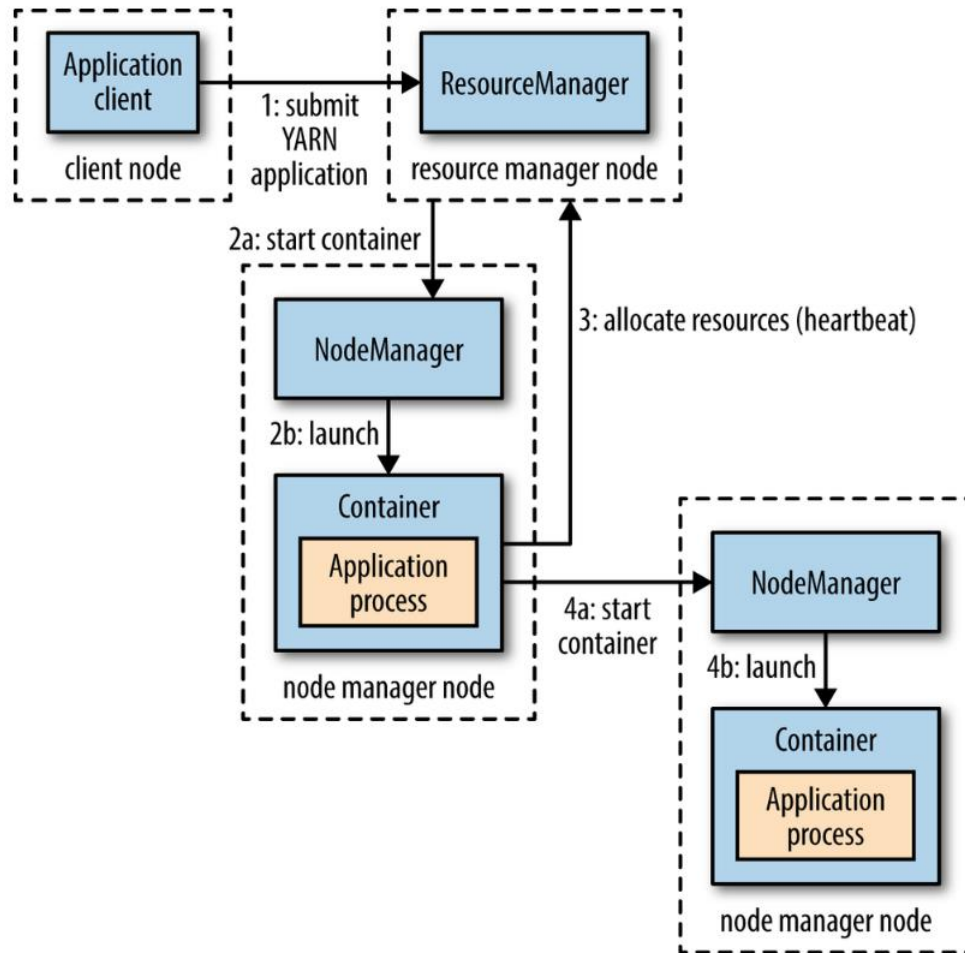 Application
client
client node
1: submit
YARN
application
ResourceManager
resource manager node
2a: start container
NodeManager
2b: launch
Container
Application
process
node manager node
3: allocate resources (heartbeat)
4a: start
container
NodeManager
4b: launch
Container
Application
process
node manager node